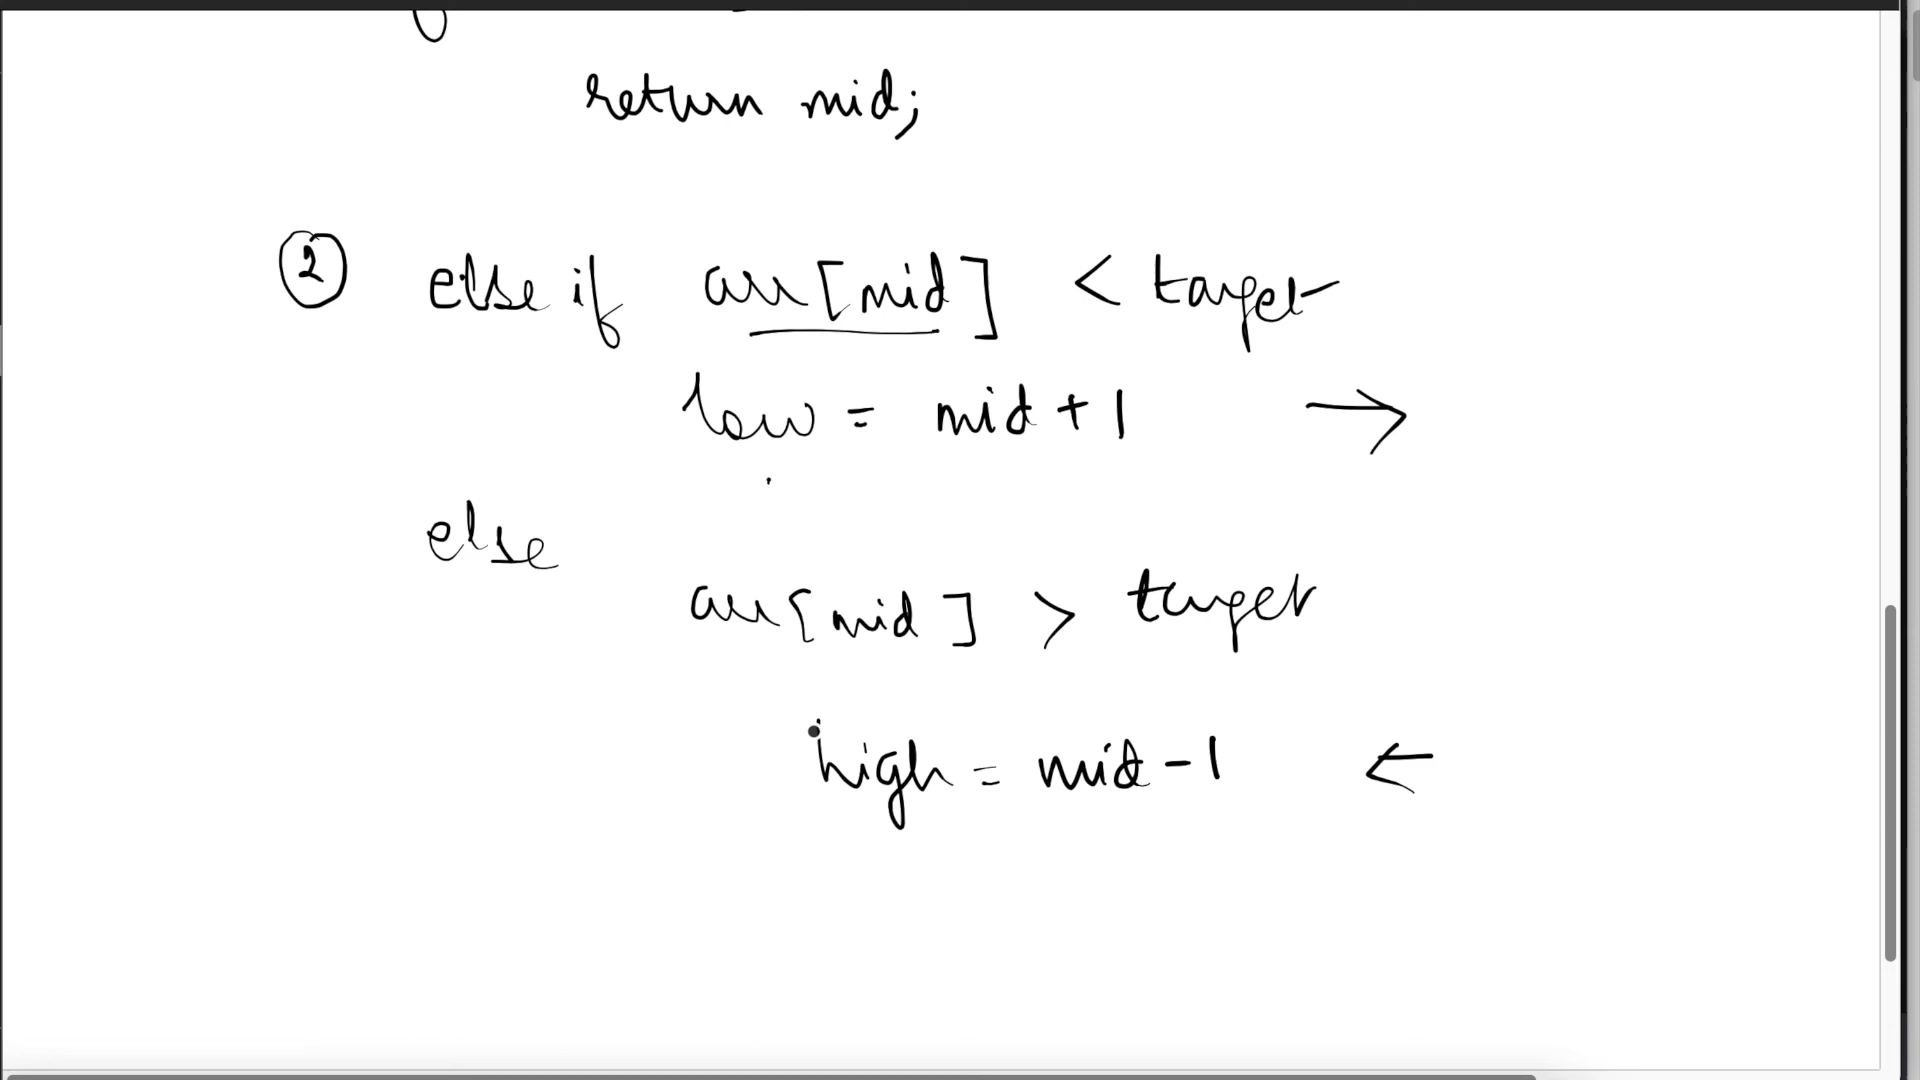 return mid;
② else if arr[mid] < target
low = mid + 1 →
else
arr[mid] > target
high = mid - 1 ←